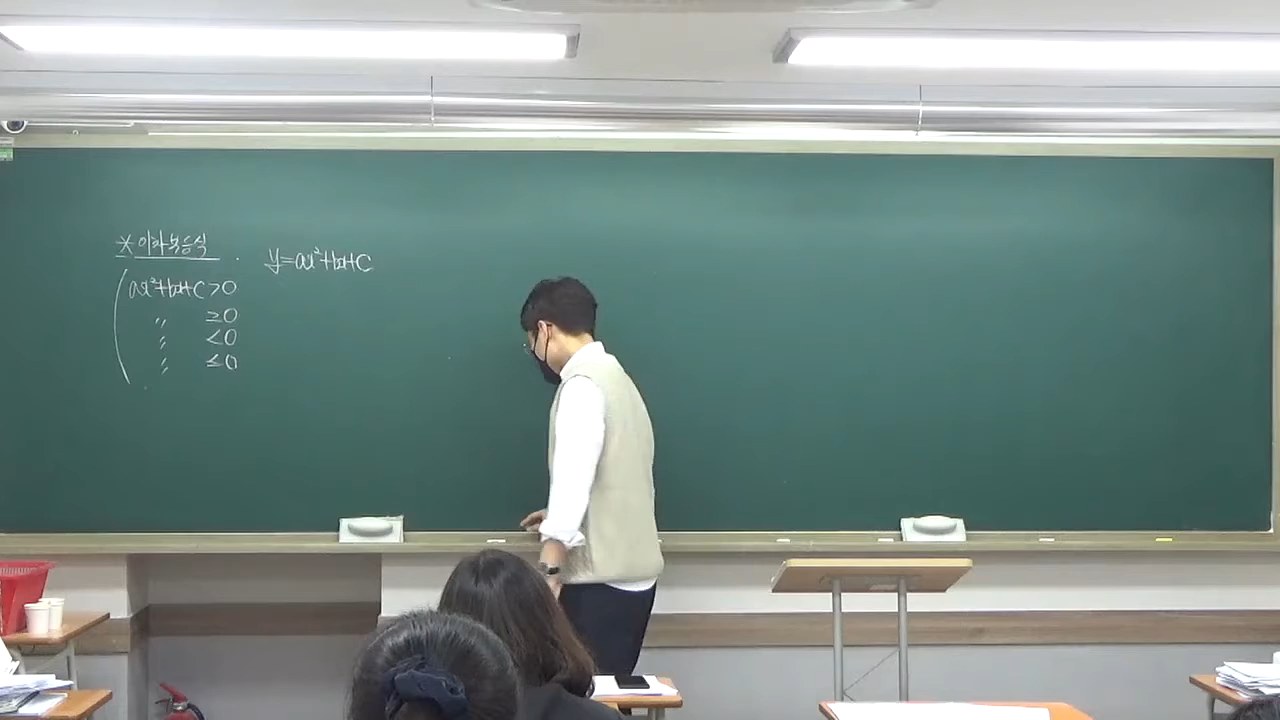 * 이차부등식
y=ax²+bx+c
ax²+bx+c>0
〃 ≥0
〃 <0
〃 ≤0